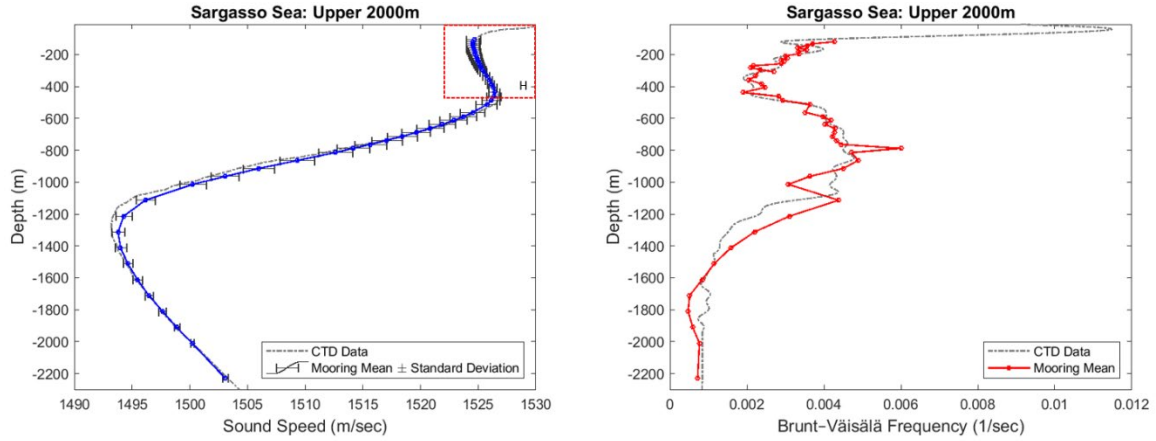 Sargasso Sea: Upper 2000m
-200
-400
-600
-800
-1000
-1200
-1400
-1600
-1800
-2000
-2200
Depth (m)
H
CTD Data
Mooring Mean ± Standard Deviation
1490 1495 1500 1505 1510 1515 1520 1525 1530
Sound Speed (m/sec)
Sargasso Sea: Upper 2000m
-200
-400
-600
-800
-1000
-1200
-1400
-1600
-1800
-2000
-2200
Depth (m)
CTD Data
Mooring Mean
0 0.002 0.004 0.006 0.008 0.01 0.012
Brunt-Väisälä Frequency (1/sec)